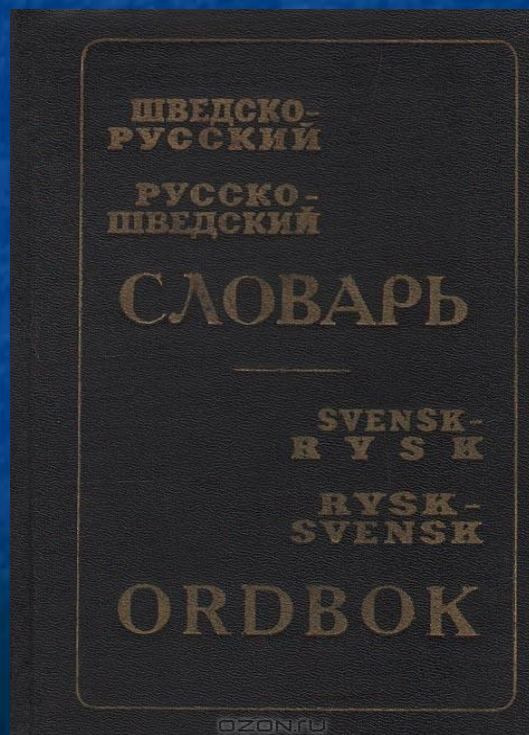 ШВЕДСКО-
РУССКИЙ
РУССКО-
ШВЕДСКИЙ
СЛОВАРЬ
SVENSK-
RYSK
RYSK-
SVENSK
ORDBOK
OZON.RU